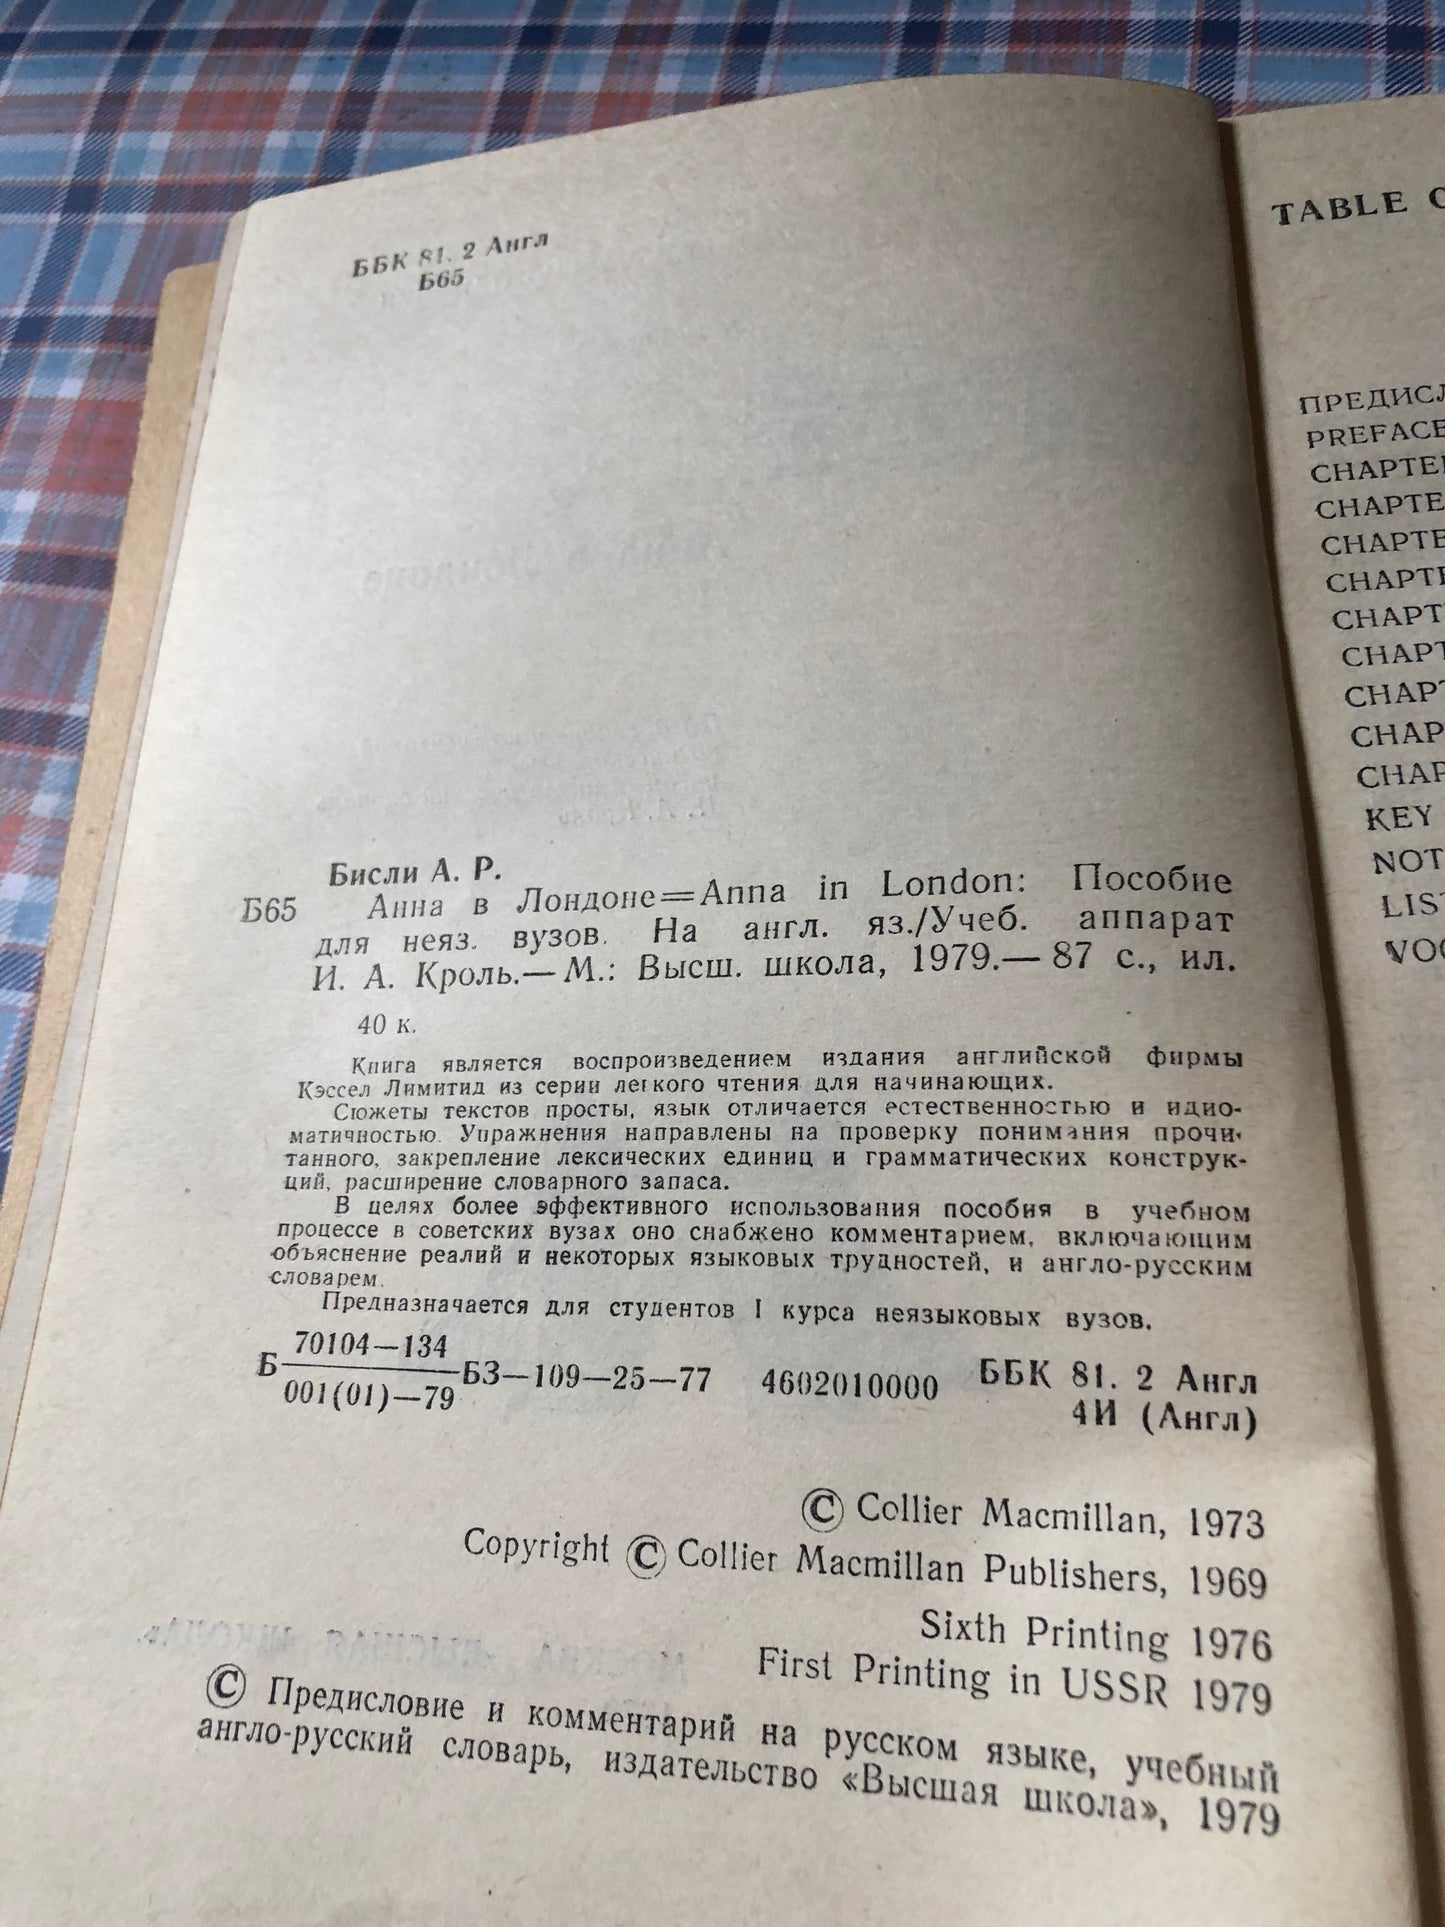 ББК 81. 2 Англ
Б65
Бисли А. Р.
Б65 Анна в Лондоне=Anna in London: Пособие
для неяз. вузов. На англ. яз./Учеб. аппарат
И. А. Кроль.— М.: Высш. школа, 1979.— 87 с., ил.
40 к.
Книга является воспроизведением издания английской фирмы
Кэссел Лимитид из серии легкого чтения для начинающих.
Сюжеты текстов просты, язык отличается естественностью и идио-
матичностью. Упражнения направлены на проверку понимания прочи-
танного, закрепление лексических единиц и грамматических конструк-
ций, расширение словарного запаса.
В целях более эффективного использования пособия в учебном
процессе в советских вузах оно снабжено комментарием, включающим
объяснение реалий и некоторых языковых трудностей, и англо-русским
словарем.
Предназначается для студентов I курса неязыковых вузов.
Б 70104—134
001(01)—79 БЗ—109—25—77 4602010000 ББК 81. 2 Англ
4И (Англ)
© Collier Macmillan, 1973
Copyright © Collier Macmillan Publishers, 1969
Sixth Printing 1976
First Printing in USSR 1979
© Предисловие и комментарий на русском языке, учебный
англо-русский словарь, издательство «Высшая школа», 1979
TABLE
PREFACE
KEY